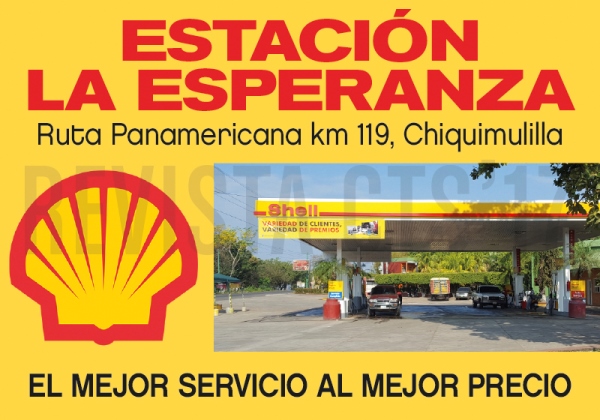 ESTACIÓN
LA ESPERANZA
Ruta Panamericana km 119, Chiquimulilla
REVISTA CTS'17
Shell
VARIEDAD DE CLIENTES,
VARIEDAD DE PREMIOS
EL MEJOR SERVICIO AL MEJOR PRECIO